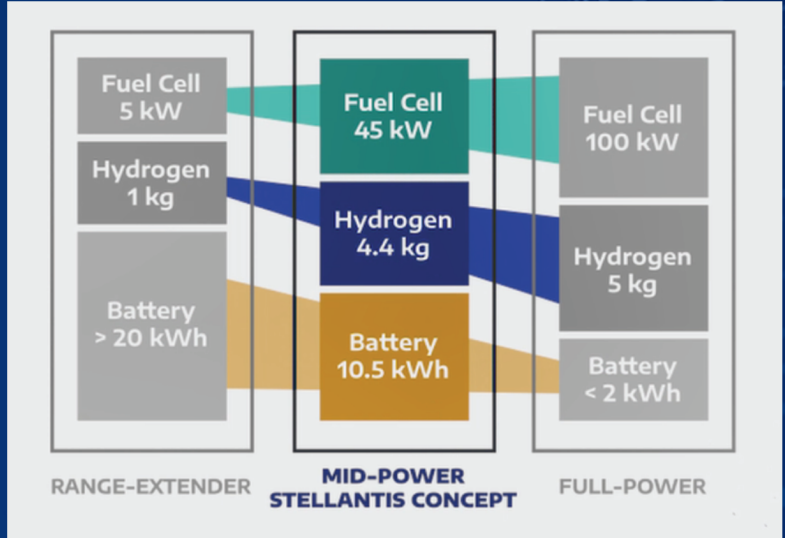 Fuel Cell
5 kW
Hydrogen
1 kg
Battery
> 20 kWh
RANGE-EXTENDER
Fuel Cell
45 kW
Hydrogen
4.4 kg
Battery
10.5 kWh
MID-POWER
STELLANTIS CONCEPT
Fuel Cell
100 kW
Hydrogen
5 kg
Battery
< 2 kWh
FULL-POWER